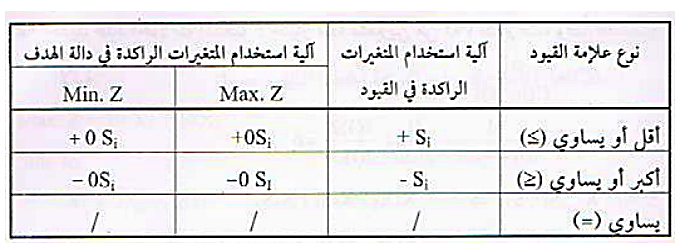 نوع علامة القيود
آلية استخدام المتغيرات الراكدة في القيود
آلية استخدام المتغيرات الراكدة في دالة الهدف
Max. Z
Min. Z
أقل أو يساوي (≤)
+ Si
+0Si
+ 0 Si
أكبر أو يساوي (≥)
- Si
-0 SI
- 0Si
يساوي (=)
/
/
/